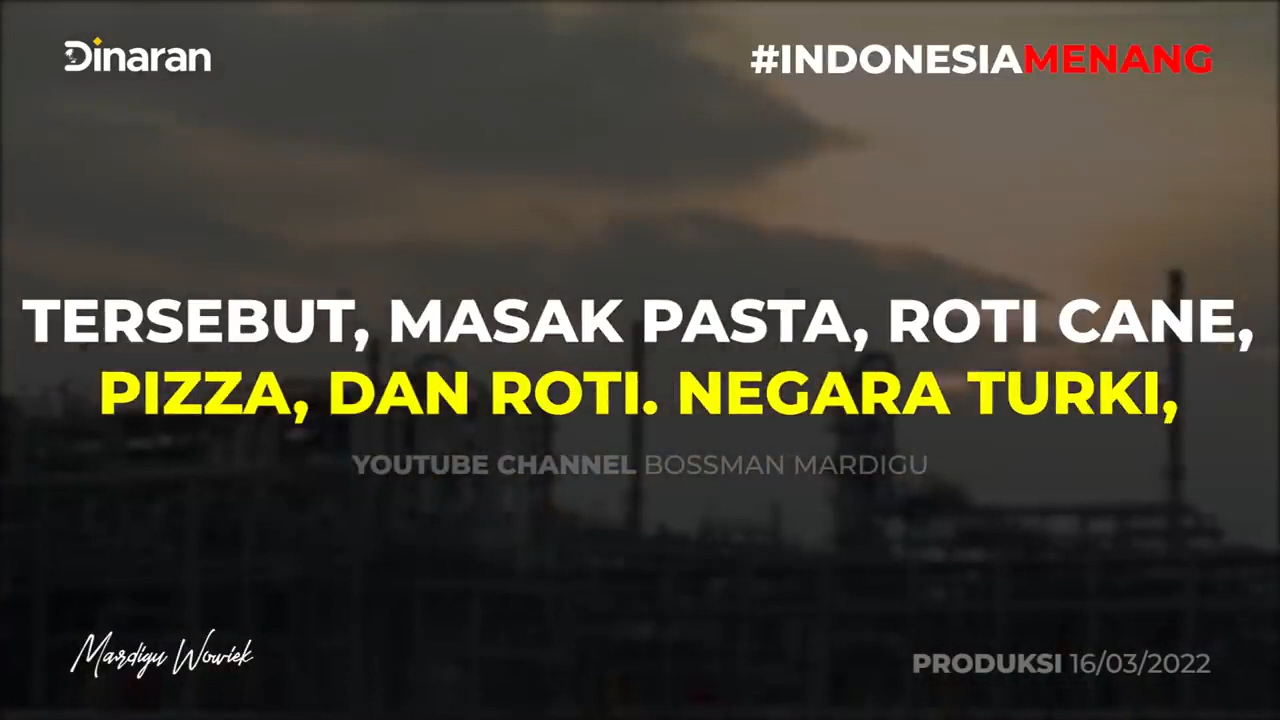 Dinaran
#INDONESIAMENANG
TERSEBUT, MASAK PASTA, ROTI CANE,
PIZZA, DAN ROTI. NEGARA TURKI,
YOUTUBE CHANNEL BOSSMAN MARDIGU
Mardigu Wowiek
PRODUKSI 16/03/2022